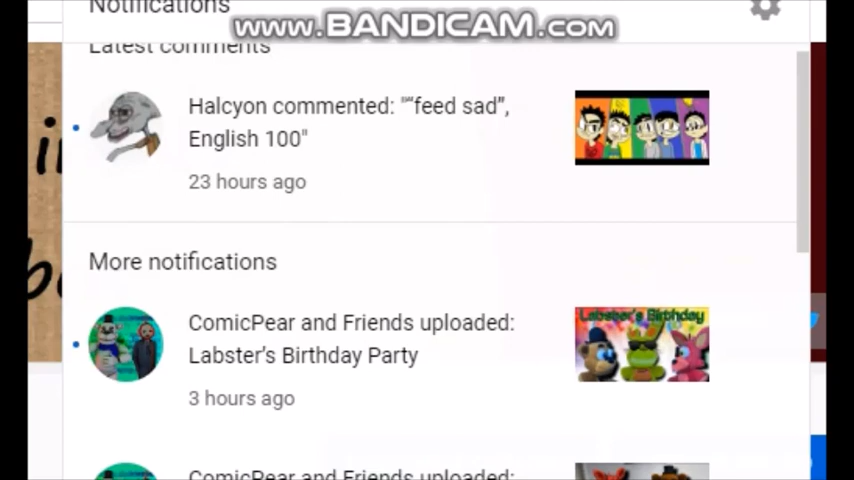 Notifications
www.BANDICAM.com
Latest comments
Halcyon commented: "“feed sad”,
English 100"
23 hours ago
More notifications
ComicPear and Friends uploaded:
Labster’s Birthday Party
3 hours ago
Labster's Birthday
ComicPear and Friends uploaded: